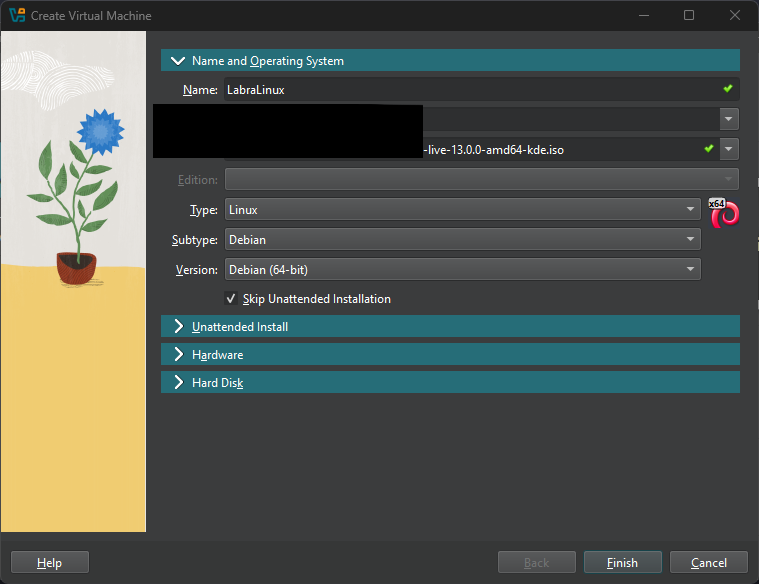 Create Virtual Machine
Name and Operating System
Name: LabraLinux
-live-13.0.0-amd64-kde.iso
Edition:
Type: Linux
x64
Subtype: Debian
Version: Debian (64-bit)
Skip Unattended Installation
Unattended Install
Hardware
Hard Disk
Help Back Finish Cancel